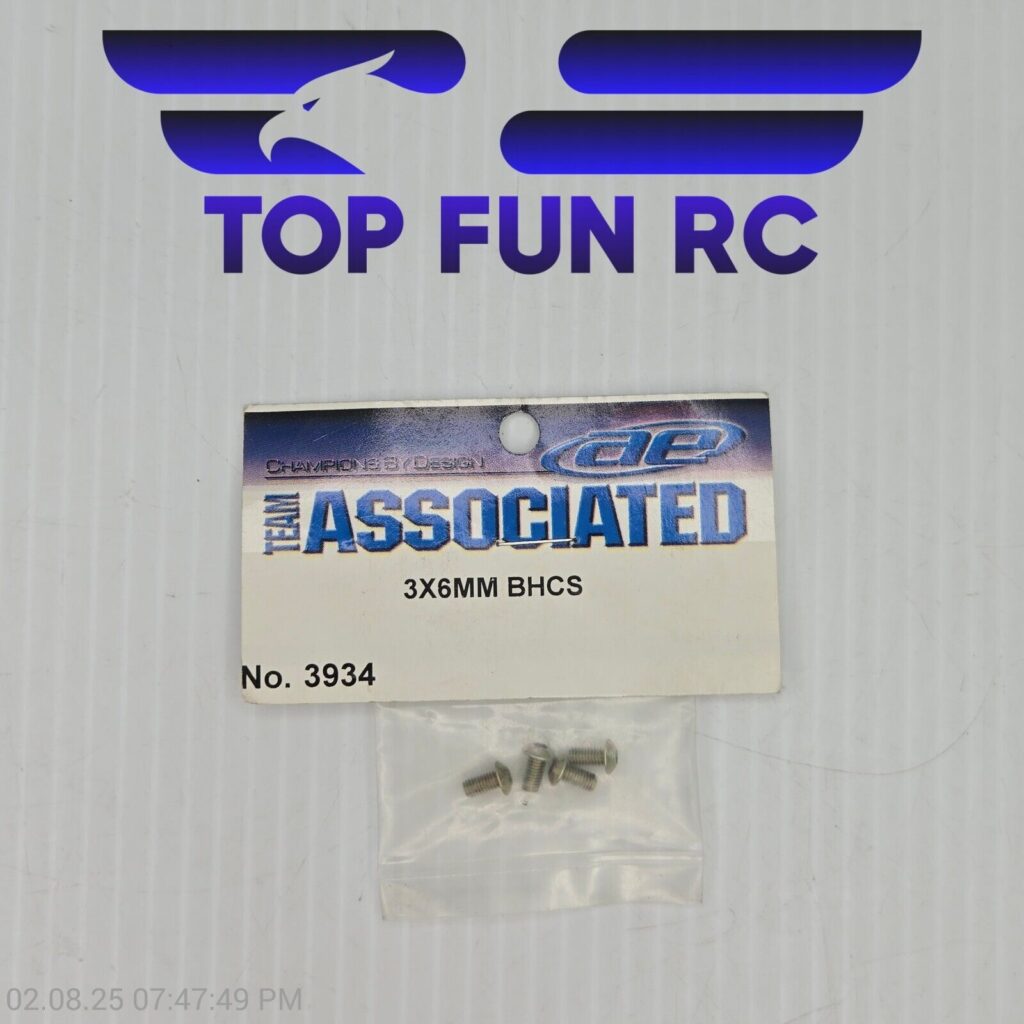 TOP FUN RC
CHAMPIONS BY DESIGN
ae
TEAM
ASSOCIATED
3X6MM BHCS
No. 3934
02.08.25 07:47:49 PM